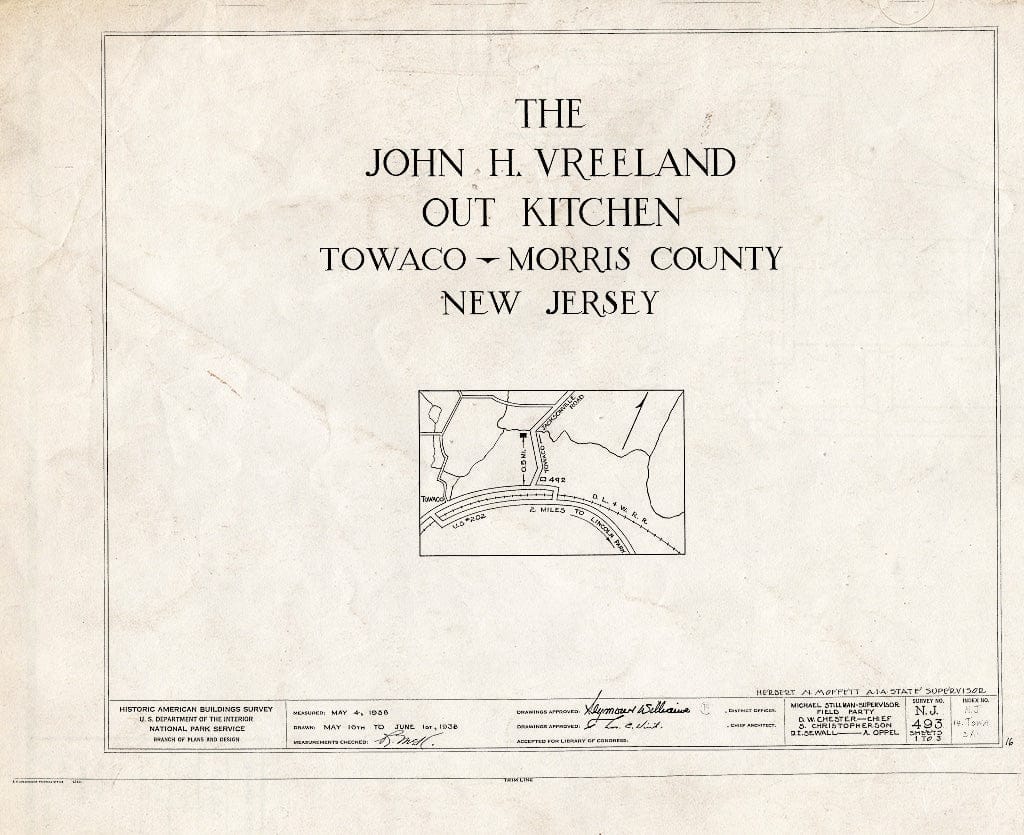 THE
JOHN H. VREELAND
OUT KITCHEN
TOWACO - MORRIS COUNTY
NEW JERSEY
TOWACO - JACKSONVILLE ROAD
0.5 MI.
492
TOWACO
D. L. & W. R. R.
U.S #202
2 MILES TO LINCOLN PARK
HERBERT N. MOFFETT A.I.A STATE SUPERVISOR
HISTORIC AMERICAN BUILDINGS SURVEY
U. S. DEPARTMENT OF THE INTERIOR
NATIONAL PARK SERVICE
BRANCH OF PLANS AND DESIGN
MEASURED: MAY 4, 1938
DRAWN: MAY 16TH TO JUNE 1ST, 1938
MEASUREMENTS CHECKED:
DRAWINGS APPROVED: Seymour Williams , DISTRICT OFFICER.
DRAWINGS APPROVED: , CHIEF ARCHITECT.
ACCEPTED FOR LIBRARY OF CONGRESS:
MICHAEL STILLMAN-SUPERVISOR
FIELD PARTY
D. W. CHESTER—CHIEF
S. CHRISTOPHERSON
D.E. SEWALL—A. OPPEL
SURVEY NO.
N.J.
493
SHEETS
1 TO 3
INDEX NO.
N.J
14-TOWA
16
TRIM LINE